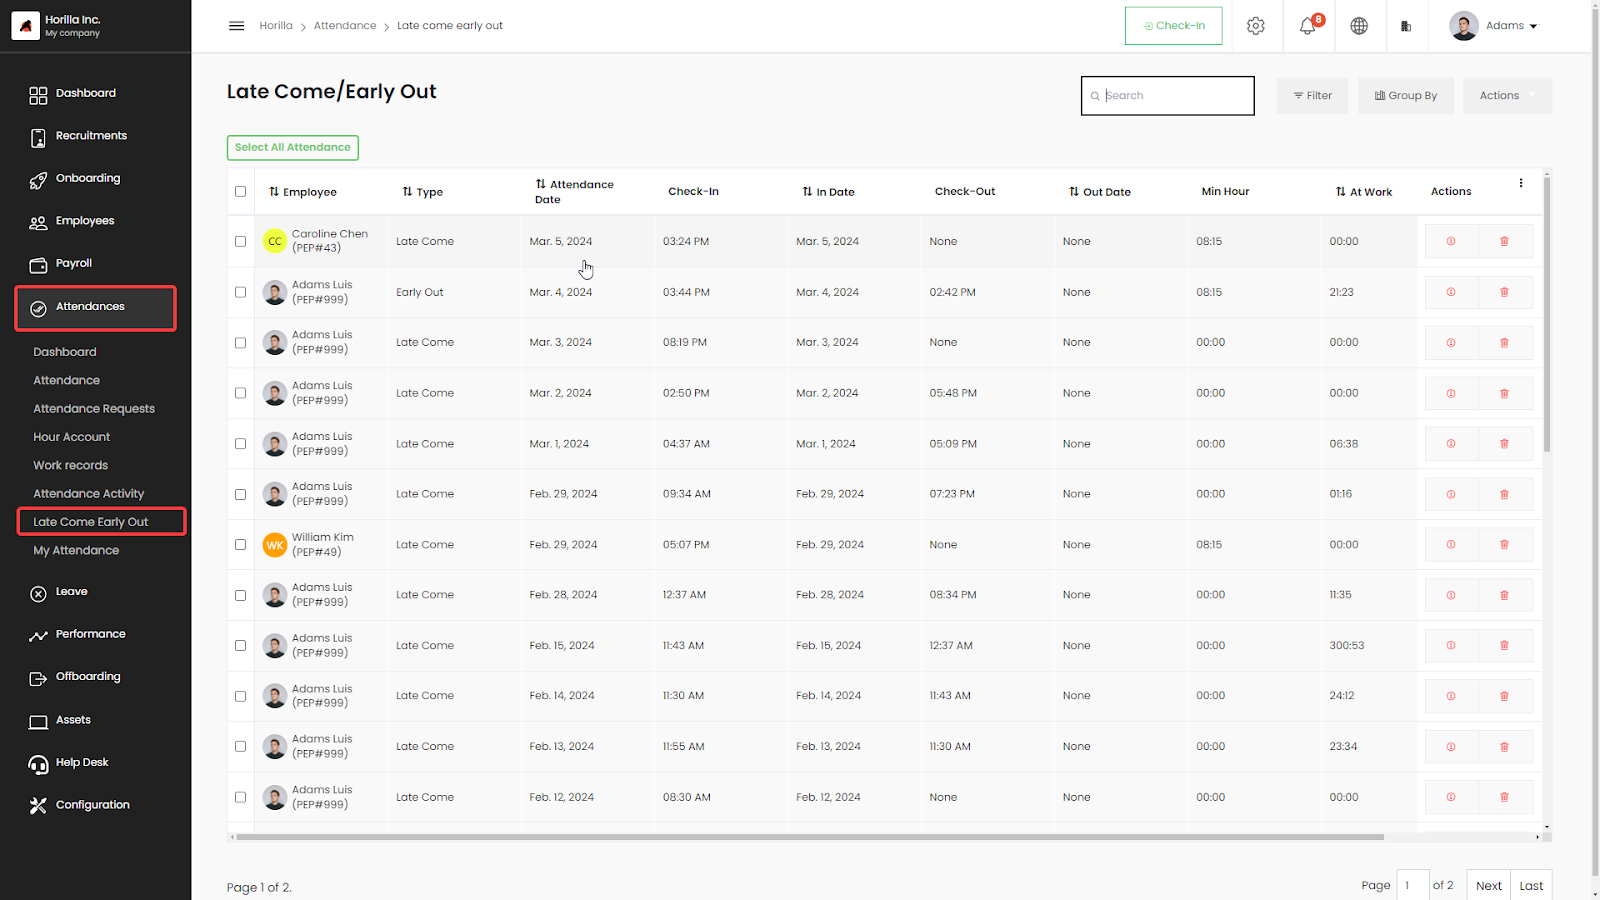 Horilla Inc.
My company
Horilla > Attendance > Late come early out
Check-In
8
Adams
Dashboard
Recruitments
Onboarding
Employees
Payroll
Attendances
Dashboard
Attendance
Attendance Requests
Hour Account
Work records
Attendance Activity
Late Come Early Out
My Attendance
Leave
Performance
Offboarding
Assets
Help Desk
Configuration
Late Come/Early Out
Search
Filter
Group By
Actions
Select All Attendance
Employee Type Attendance Date Check-In In Date Check-Out Out Date Min Hour At Work Actions
CC Caroline Chen (PEP#43) Late Come Mar. 5, 2024 03:24 PM Mar. 5, 2024 None None 08:15 00:00
Adams Luis (PEP#999) Early Out Mar. 4, 2024 03:44 PM Mar. 4, 2024 02:42 PM None 08:15 21:23
Adams Luis (PEP#999) Late Come Mar. 3, 2024 08:19 PM Mar. 3, 2024 None None 00:00 00:00
Adams Luis (PEP#999) Late Come Mar. 2, 2024 02:50 PM Mar. 2, 2024 05:48 PM None 00:00 00:00
Adams Luis (PEP#999) Late Come Mar. 1, 2024 04:37 AM Mar. 1, 2024 05:09 PM None 00:00 06:38
Adams Luis (PEP#999) Late Come Feb. 29, 2024 09:34 AM Feb. 29, 2024 07:23 PM None 00:00 01:16
WK William Kim (PEP#49) Late Come Feb. 29, 2024 05:07 PM Feb. 29, 2024 None None 08:15 00:00
Adams Luis (PEP#999) Late Come Feb. 28, 2024 12:37 AM Feb. 28, 2024 08:34 PM None 00:00 11:35
Adams Luis (PEP#999) Late Come Feb. 15, 2024 11:43 AM Feb. 15, 2024 12:37 AM None 00:00 300:53
Adams Luis (PEP#999) Late Come Feb. 14, 2024 11:30 AM Feb. 14, 2024 11:43 AM None 00:00 24:12
Adams Luis (PEP#999) Late Come Feb. 13, 2024 11:55 AM Feb. 13, 2024 11:30 AM None 00:00 23:34
Adams Luis (PEP#999) Late Come Feb. 12, 2024 08:30 AM Feb. 12, 2024 None None 00:00 00:00
Page 1 of 2.
Page 1 of 2 Next Last